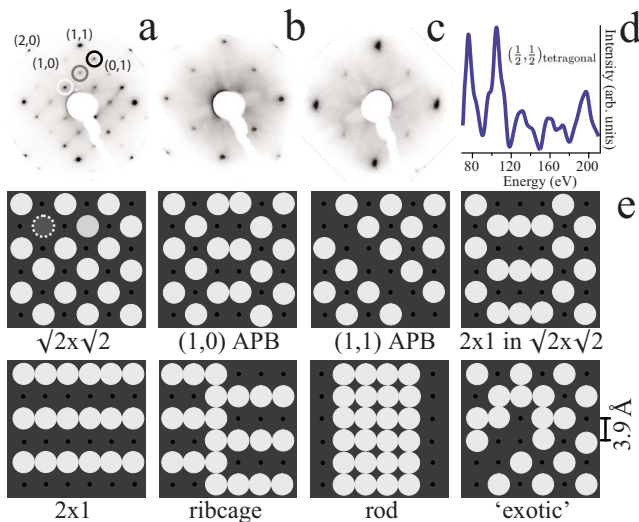 a
b
c
d
(2,0)
(1,1)
(1,0)
(0,1)
(1/2, 1/2)tetragonal
Intensity (arb. units)
80
120
160
200
Energy (eV)
e
√2x√2
(1,0) APB
(1,1) APB
2x1 in √2x√2
3.9 Å
2x1
ribcage
rod
‘exotic’